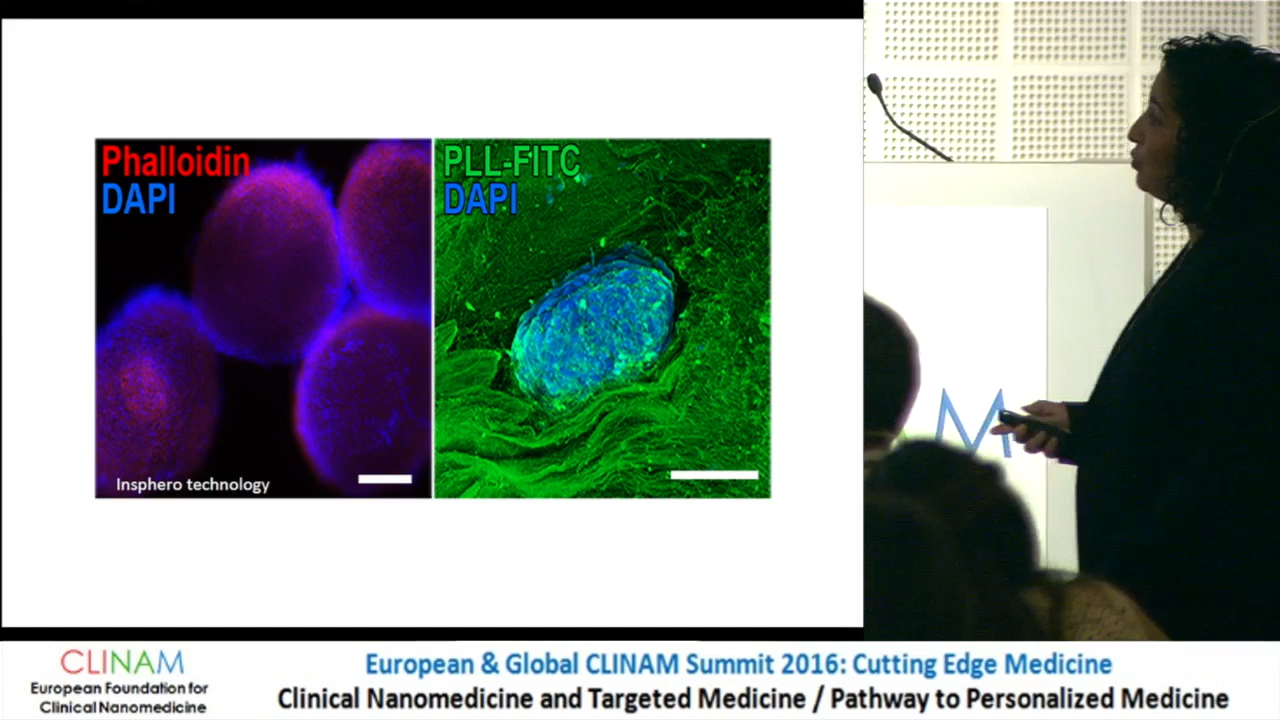 Phalloidin
DAPI
PLL-FITC
DAPI
Insphero technology
M
CLINAM
European Foundation for
Clinical Nanomedicine
European & Global CLINAM Summit 2016: Cutting Edge Medicine
Clinical Nanomedicine and Targeted Medicine / Pathway to Personalized Medicine